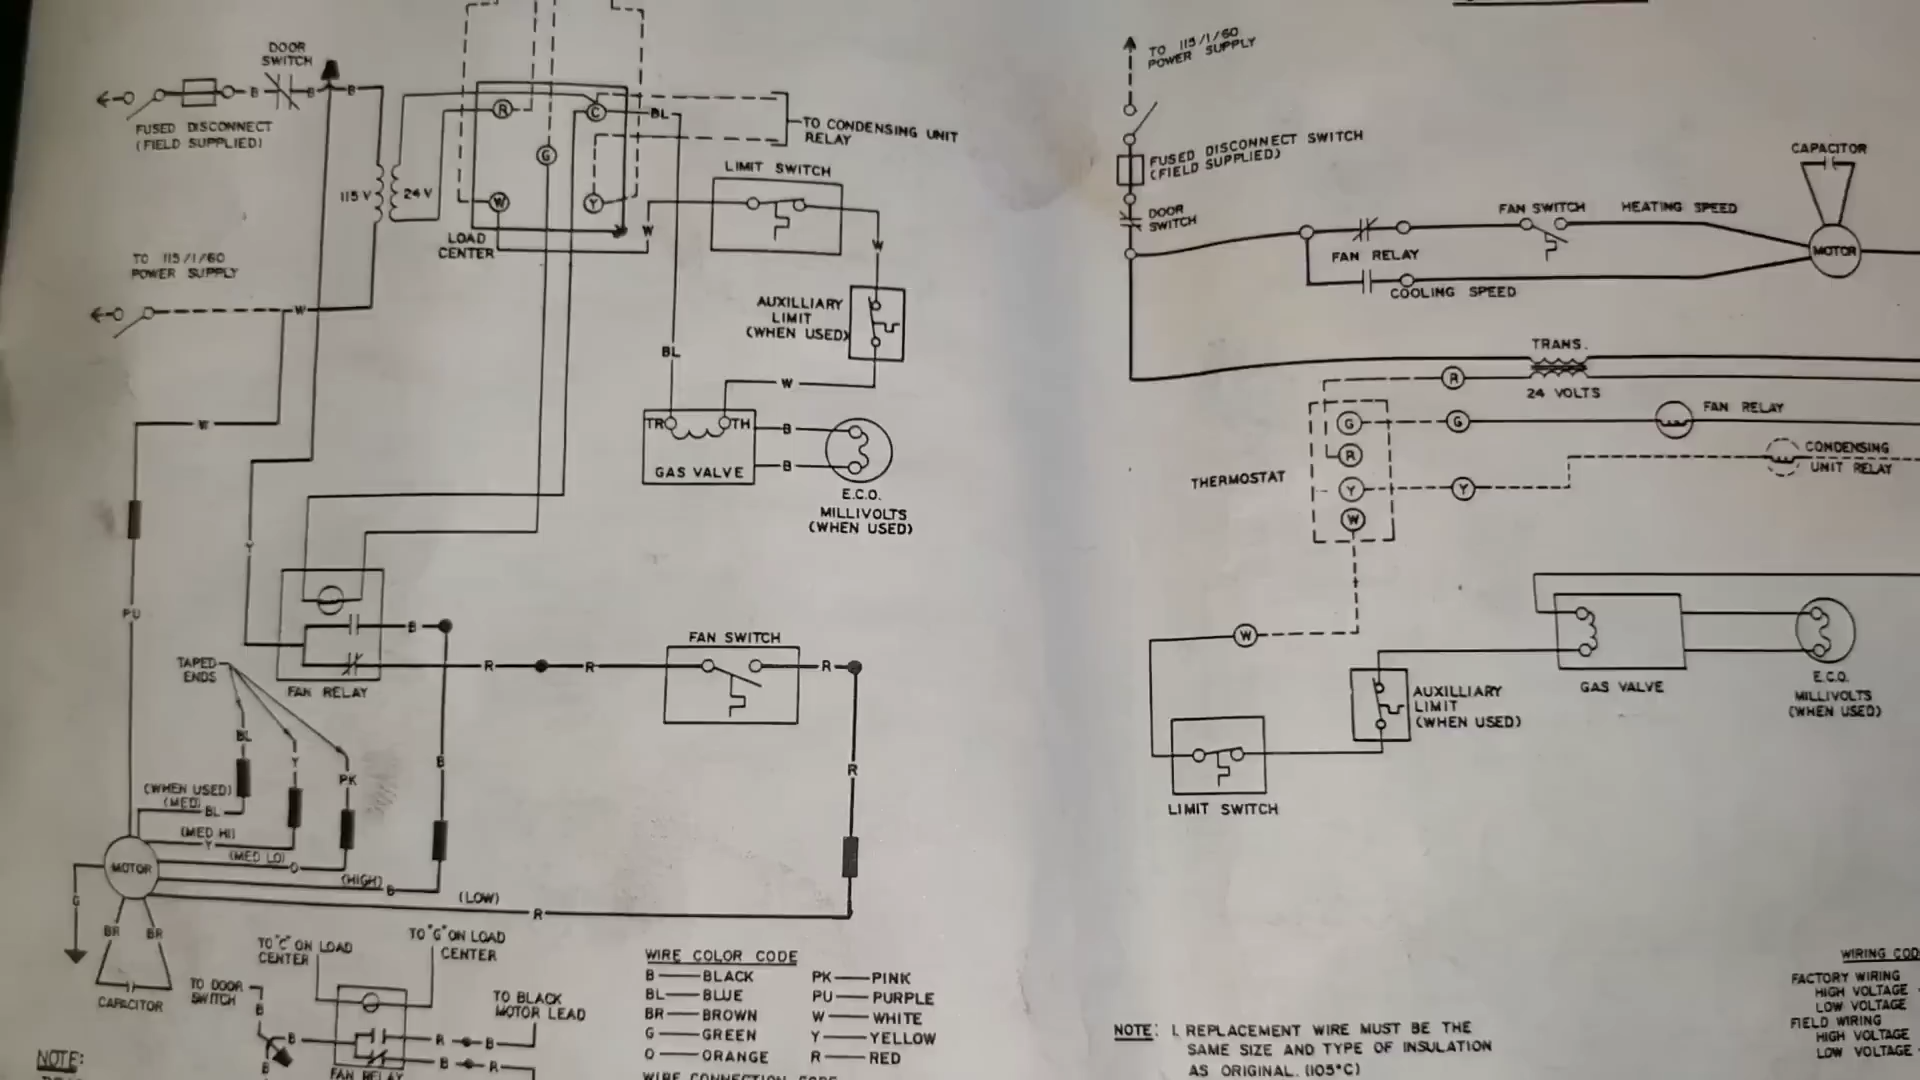 DOOR
SWITCH
B
B
B
FUSED DISCONNECT
(FIELD SUPPLIED)
115 V
24 V
R
C
G
W
Y
LOAD
CENTER
BL
TO CONDENSING UNIT
RELAY
LIMIT SWITCH
W
W
TO 115/1/60
POWER SUPPLY
W
AUXILLIARY
LIMIT
(WHEN USED)
BL
W
W
TR
TH
GAS VALVE
B
B
E.C.O.
MILLIVOLTS
(WHEN USED)
Y
PU
B
FAN RELAY
R
R
FAN SWITCH
R
TAPED
ENDS
BL
Y
PK
B
R
(WHEN USED)
(MED)
BL
(MED HI)
Y
(MED LO)
O
(HIGH)
B
(LOW)
R
MOTOR
G
BR
BR
CAPACITOR
TO "C" ON LOAD
CENTER
TO "G" ON LOAD
CENTER
TO DOOR
SWITCH
B
B
B
TO BLACK
MOTOR LEAD
R
B
B
R
FAN RELAY
NOTE:
WIRE COLOR CODE
B BLACK
BL BLUE
BR BROWN
G GREEN
O ORANGE
PK PINK
PU PURPLE
W WHITE
Y YELLOW
R RED
WIRE CONNECTION CODE
TO 115/1/60
POWER SUPPLY
FUSED DISCONNECT SWITCH
(FIELD SUPPLIED)
DOOR
SWITCH
FAN RELAY
COOLING SPEED
FAN SWITCH
HEATING SPEED
CAPACITOR
MOTOR
TRANS.
24 VOLTS
R
G
G
FAN RELAY
R
CONDENSING
UNIT RELAY
THERMOSTAT
Y
Y
W
W
GAS VALVE
E.C.O.
MILLIVOLTS
(WHEN USED)
AUXILLIARY
LIMIT
(WHEN USED)
LIMIT SWITCH
NOTE: 1. REPLACEMENT WIRE MUST BE THE
SAME SIZE AND TYPE OF INSULATION
AS ORIGINAL. (105°C)
WIRING COD
FACTORY WIRING
HIGH VOLTAGE
LOW VOLTAGE
FIELD WIRING
HIGH VOLTAGE
LOW VOLTAGE